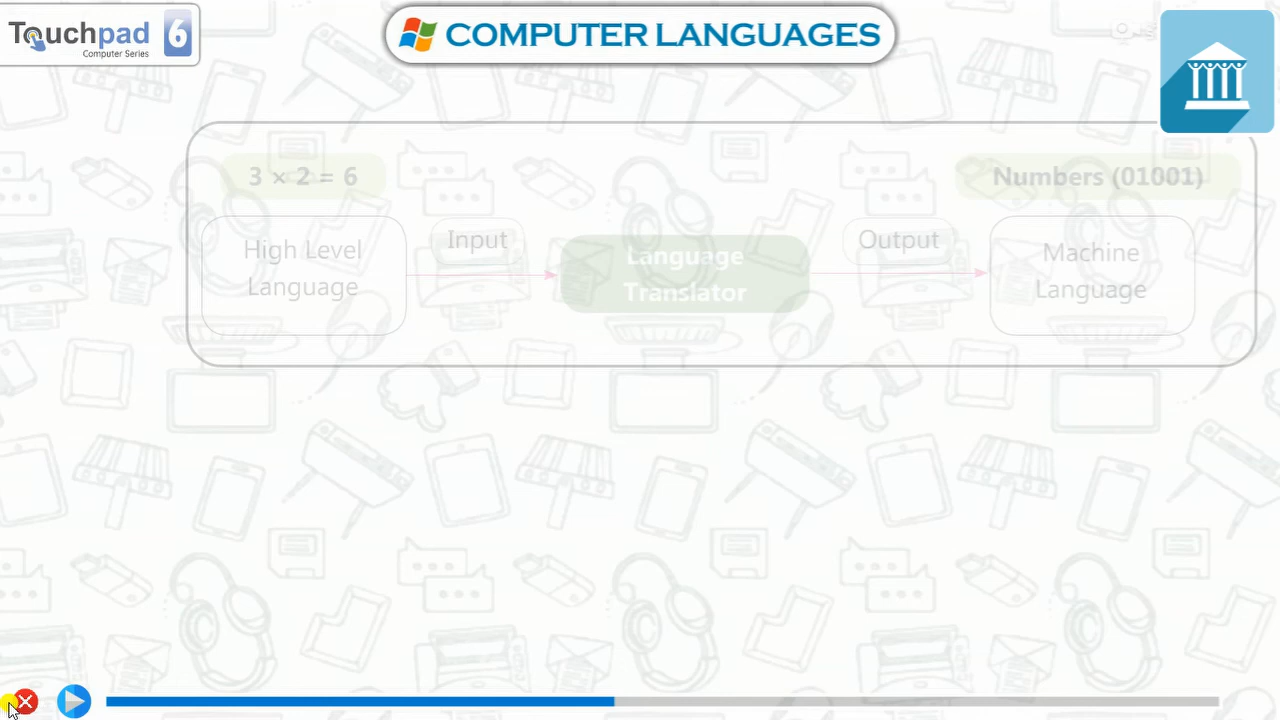 Touchpad 6
Computer Series
COMPUTER LANGUAGES
3 × 2 = 6
Numbers (01001)
High Level
Language
Input
Language
Translator
Output
Machine
Language